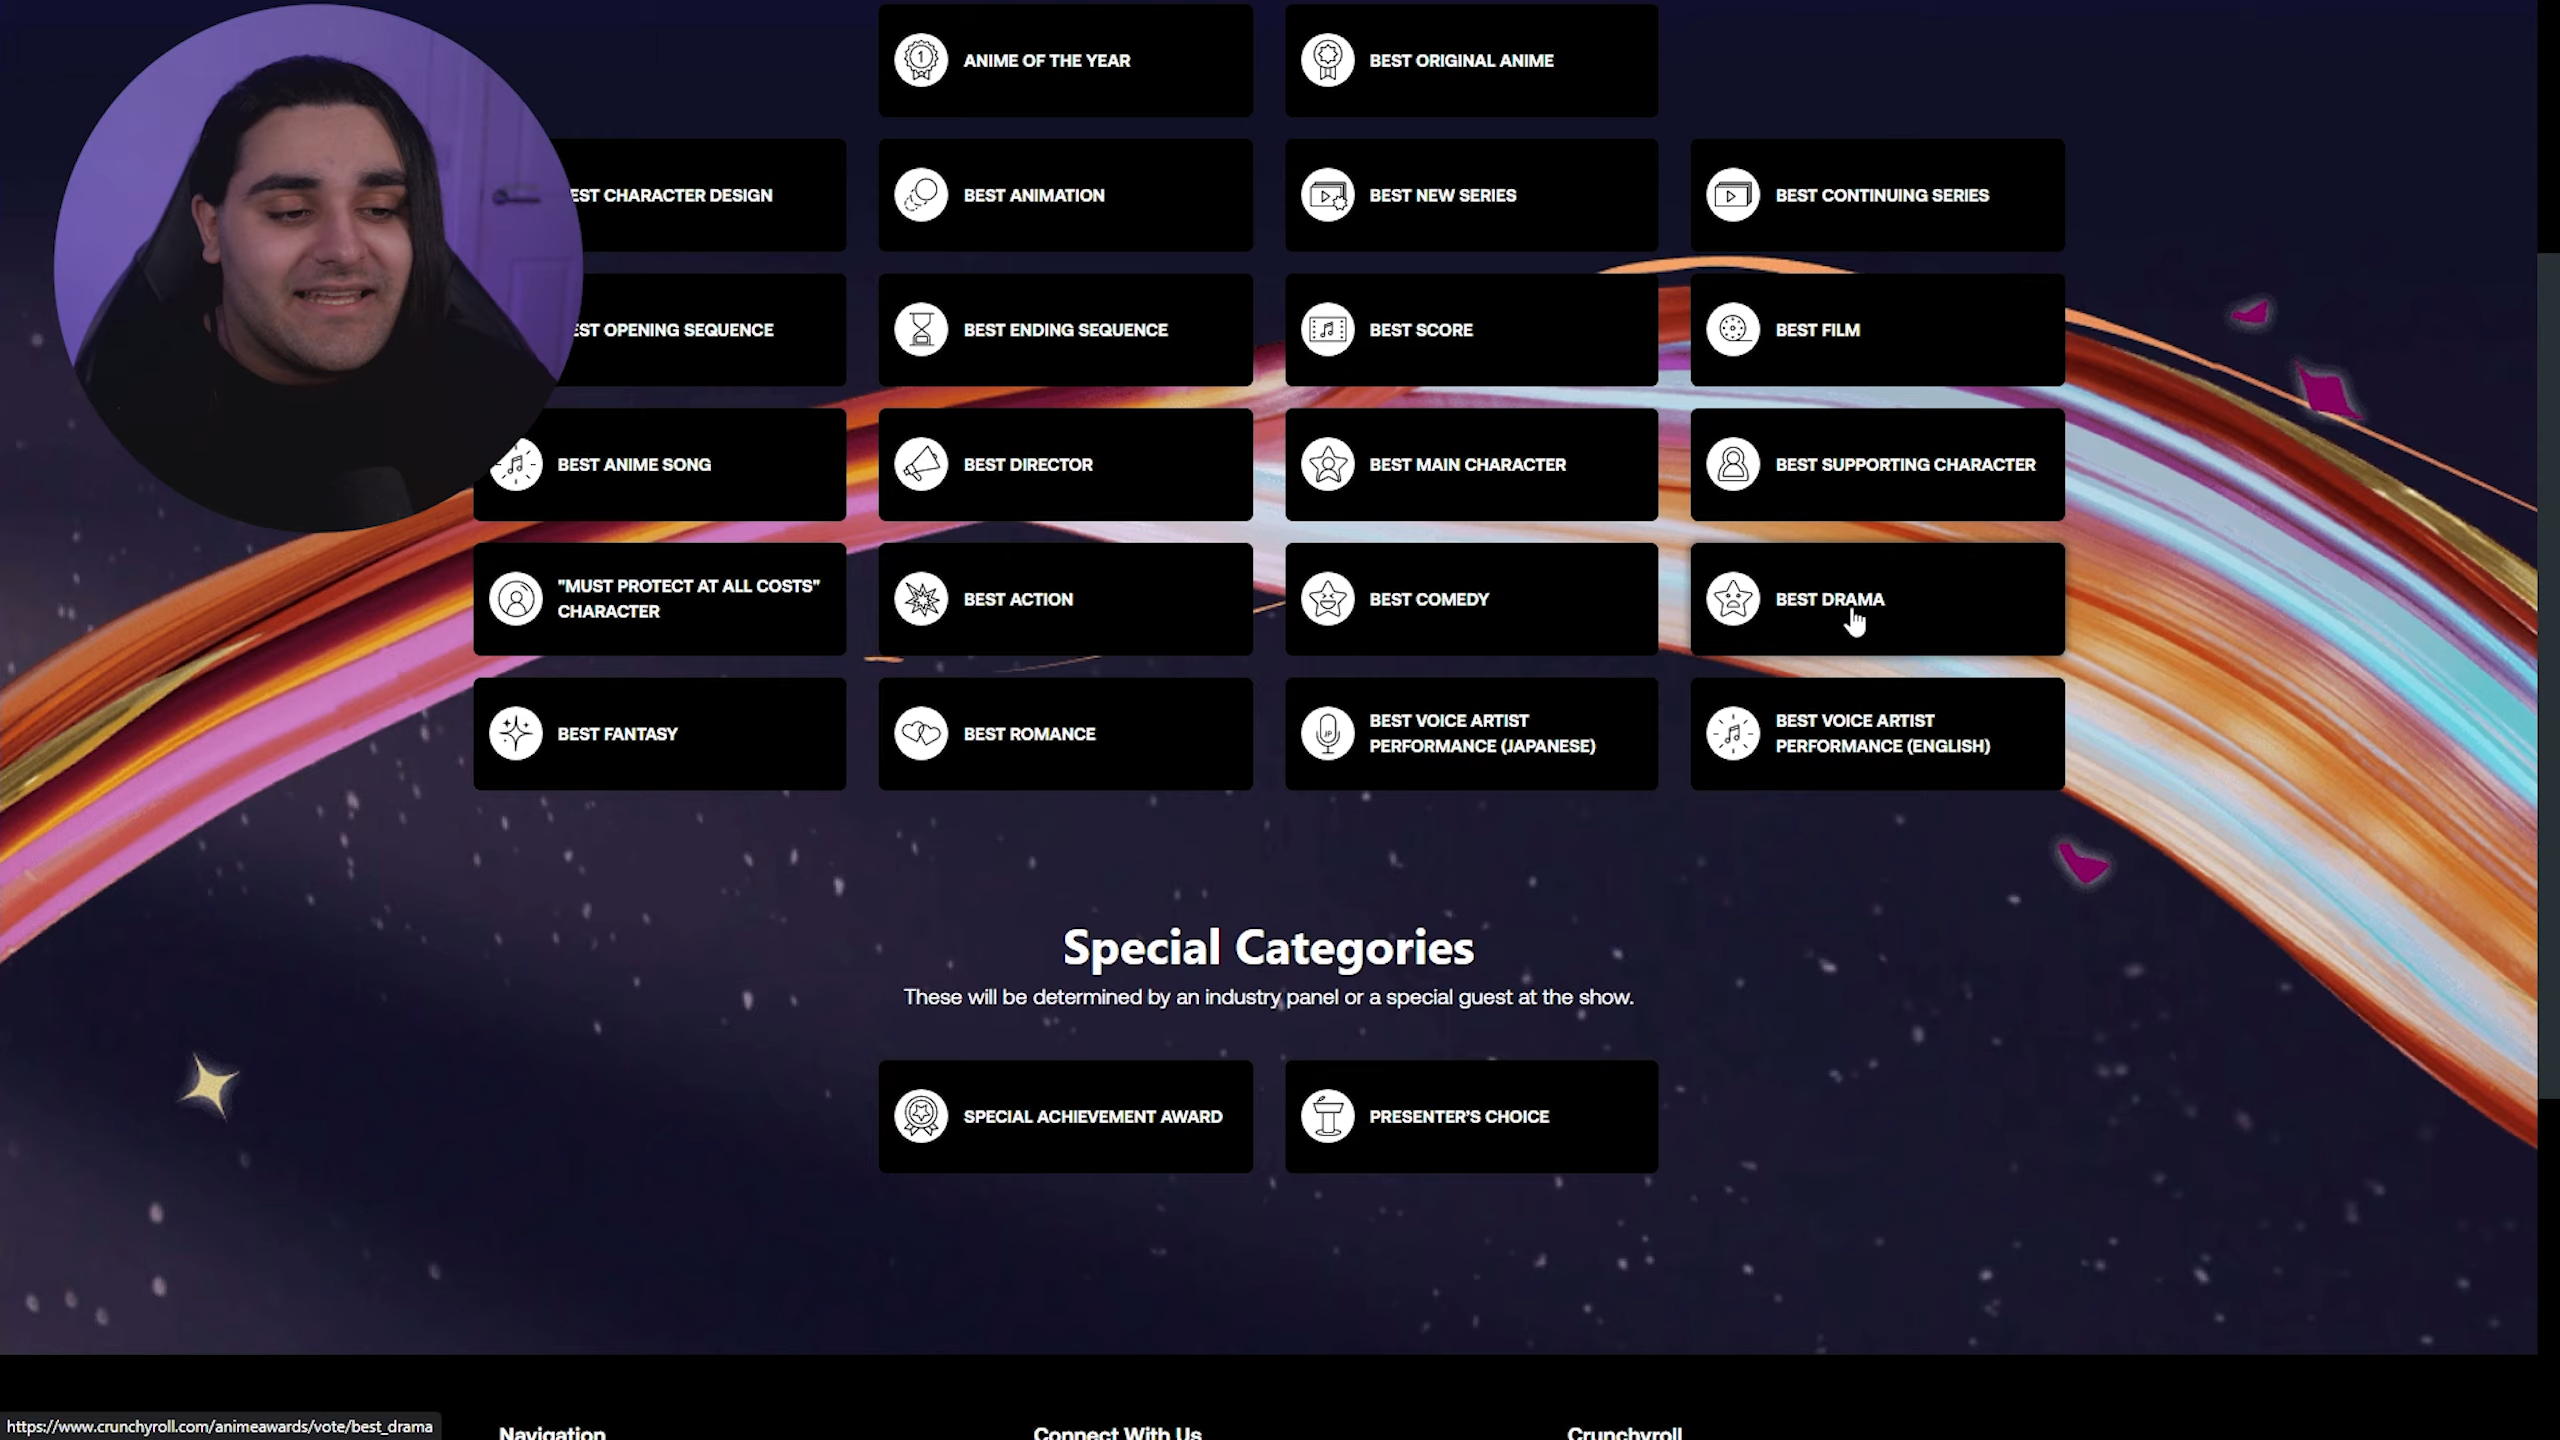 ANIME OF THE YEAR
BEST ORIGINAL ANIME
EST CHARACTER DESIGN
BEST ANIMATION
BEST NEW SERIES
BEST CONTINUING SERIES
EST OPENING SEQUENCE
BEST ENDING SEQUENCE
BEST SCORE
BEST FILM
BEST ANIME SONG
BEST DIRECTOR
BEST MAIN CHARACTER
BEST SUPPORTING CHARACTER
"MUST PROTECT AT ALL COSTS"
CHARACTER
BEST ACTION
BEST COMEDY
BEST DRAMA
BEST FANTASY
BEST ROMANCE
JP
BEST VOICE ARTIST
PERFORMANCE (JAPANESE)
BEST VOICE ARTIST
PERFORMANCE (ENGLISH)
Special Categories
These will be determined by an industry panel or a special guest at the show.
SPECIAL ACHIEVEMENT AWARD
PRESENTER'S CHOICE
https://www.crunchyroll.com/animeawards/vote/best_drama
Navigation
Connect With Us
Crunchyroll